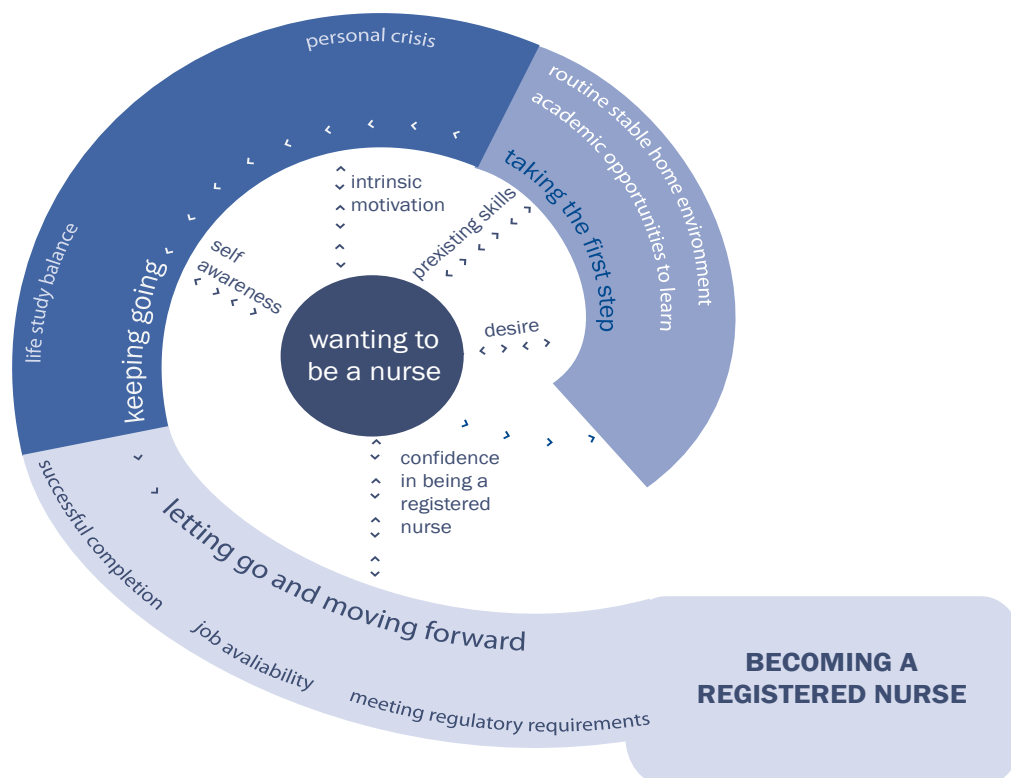 personal crisis
routine stable home environment
academic opportunities to learn
taking the first step
intrinsic
motivation
prexisting skills
self
awareness
life study balance
keeping going
desire
wanting to
be a nurse
confidence
in being a
registered
nurse
successful completion
letting go and moving forward
job avaliability
meeting regulatory requirements
BECOMING A
REGISTERED NURSE